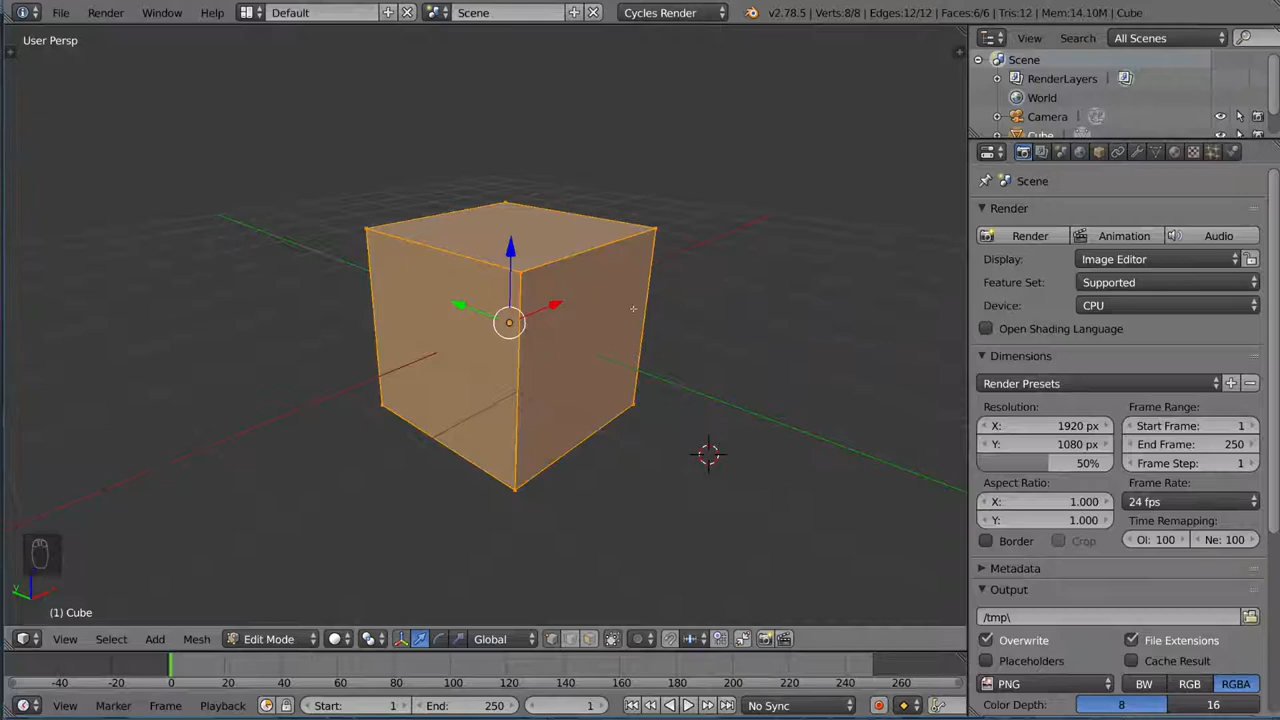 File Render Window Help Default Scene Cycles Render v2.78.5 | Verts:8/8 | Edges:12/12 | Faces:6/6 | Tris:12 | Mem:14.10M | Cube
User Persp
View Search All Scenes
Scene
RenderLayers
World
Camera
Cube
Scene
Render
Render Animation Audio
Display: Image Editor
Feature Set: Supported
Device: CPU
Open Shading Language
Dimensions
Render Presets
Resolution: Frame Range:
X: 1920 px Start Frame: 1
Y: 1080 px End Frame: 250
50% Frame Step: 1
Aspect Ratio: Frame Rate:
X: 1.000 24 fps
Y: 1.000 Time Remapping:
Border Crop Ol: 100 Ne: 100
Metadata
Output
/tmp\
Overwrite File Extensions
Placeholders Cache Result
PNG BW RGB RGBA
Color Depth: 8 16
y
(1) Cube
View Select Add Mesh Edit Mode Global
-40 -20 0 20 40 60 80 100 120 140 160 180 200 220 240 260
View Marker Frame Playback Start: 1 End: 250 1 No Sync